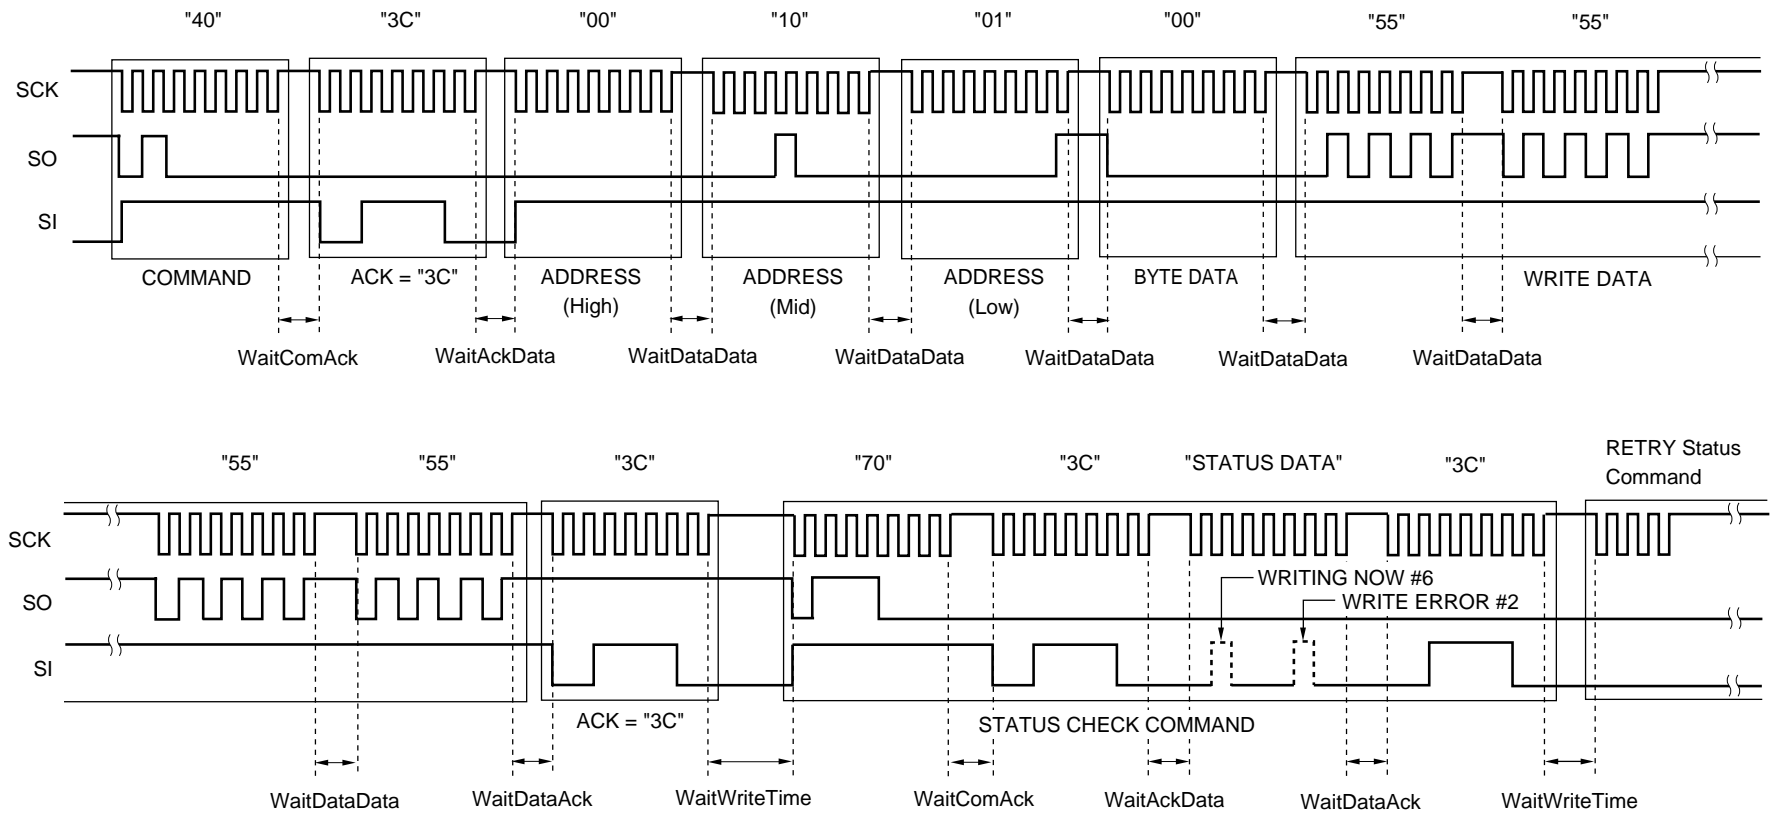 "40" "3C" "00" "10" "01" "00" "55" "55"
SCK
SO
SI
COMMAND ACK = "3C" ADDRESS ADDRESS ADDRESS BYTE DATA WRITE DATA
(High) (Mid) (Low)
WaitComAck WaitAckData WaitDataData WaitDataData WaitDataData WaitDataData WaitDataData
"55" "55" "3C" "70" "3C" "STATUS DATA" "3C" RETRY Status
Command
SCK
WRITING NOW #6
SO WRITE ERROR #2
SI
ACK = "3C" STATUS CHECK COMMAND
WaitDataData WaitDataAck WaitWriteTime WaitComAck WaitAckData WaitDataAck WaitWriteTime